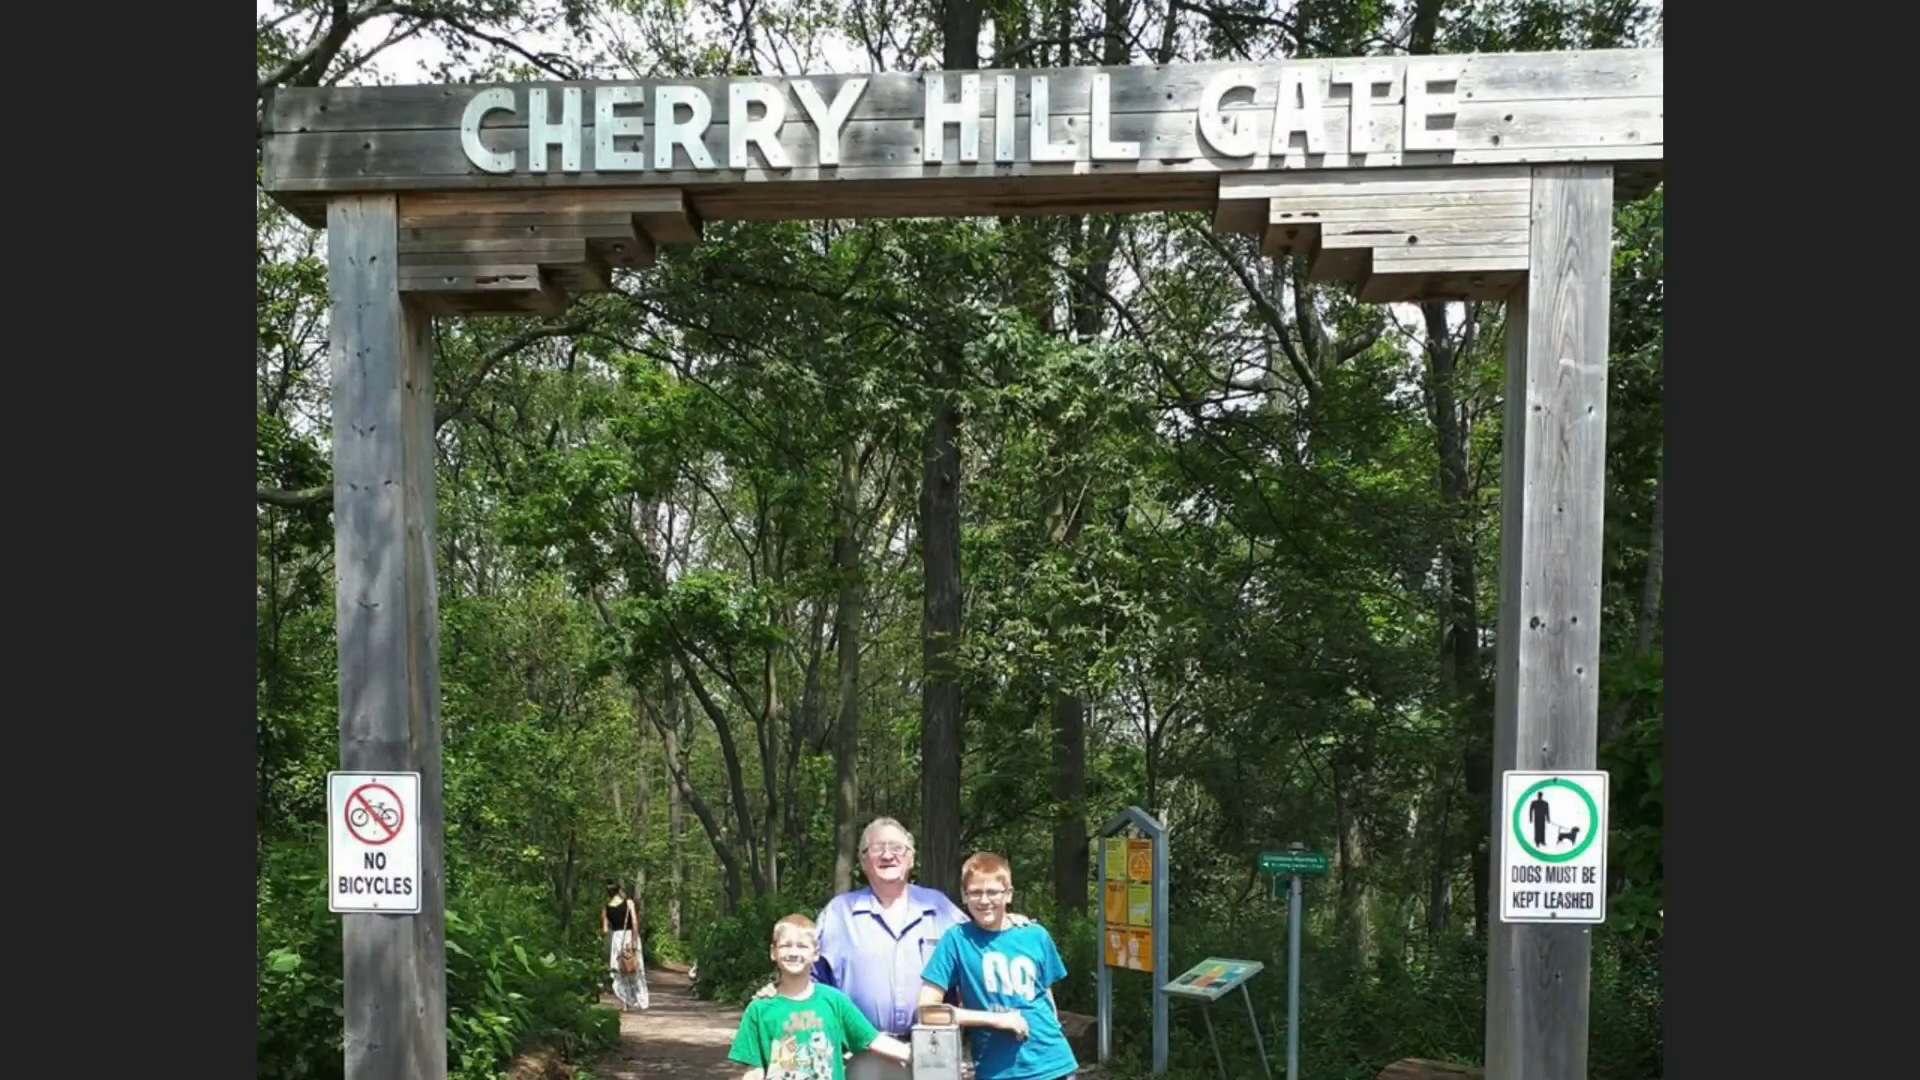 CHERRY HILL GATE
NO
BICYCLES
DOGS MUST BE
KEPT LEASHED